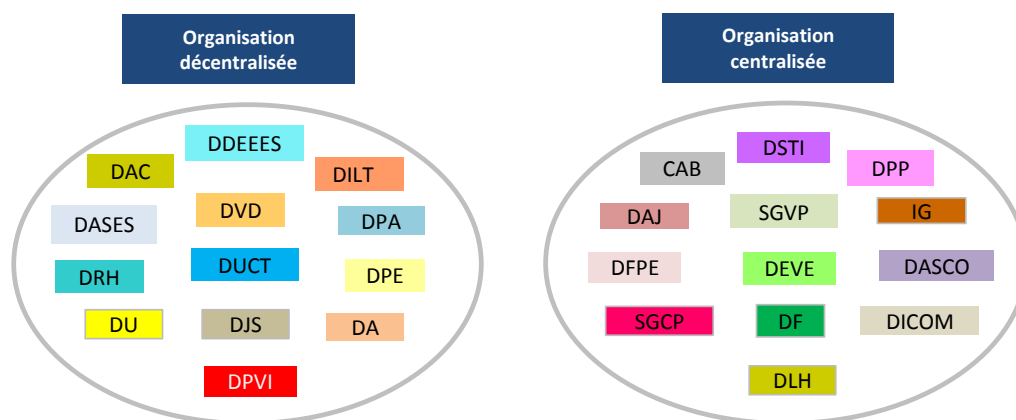 Organisation
décentralisée
DDEEES
DAC
DILT
DVD
DASES
DPA
DUCT
DRH
DPE
DU
DJS
DA
DPVI
Organisation
centralisée
DSTI
CAB
DPP
SGVP
IG
DAJ
DFPE
DEVE
DASCO
SGCP
DF
DICOM
DLH